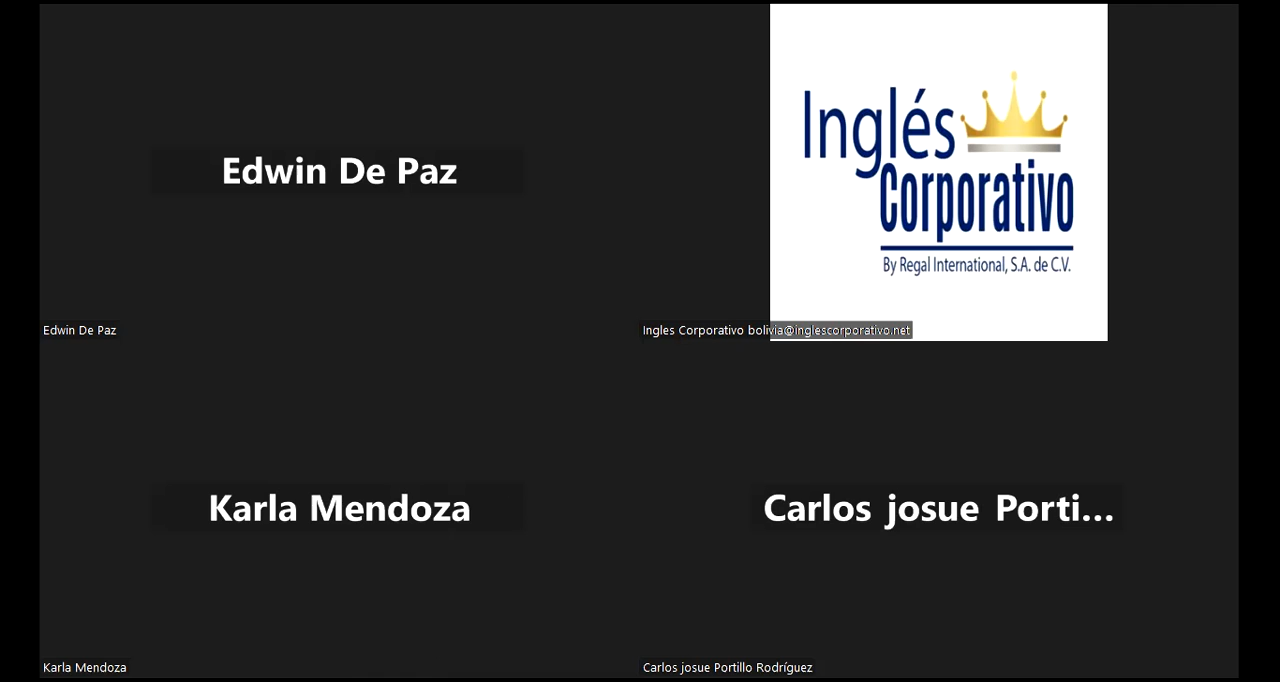 Edwin De Paz
Inglés
Corporativo
By Regal International, S.A. de C.V.
Edwin De Paz
Ingles Corporativo bolivia@inglescorporativo.net
Karla Mendoza
Carlos josue Porti...
Karla Mendoza
Carlos josue Portillo Rodríguez